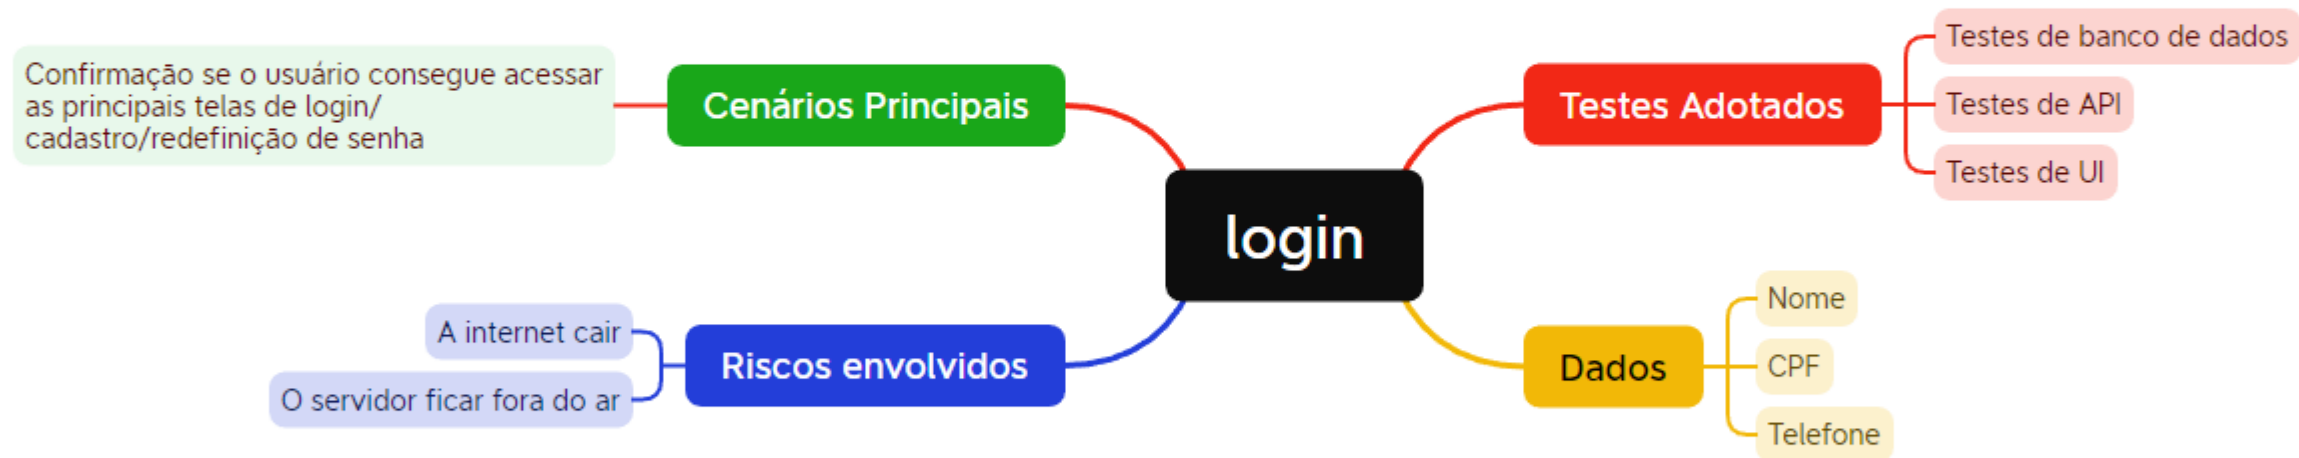 login
Cenários Principais
Confirmação se o usuário consegue acessar
as principais telas de login/
cadastro/redefinição de senha
Riscos envolvidos
A internet cair
O servidor ficar fora do ar
Testes Adotados
Testes de banco de dados
Testes de API
Testes de UI
Dados
Nome
CPF
Telefone